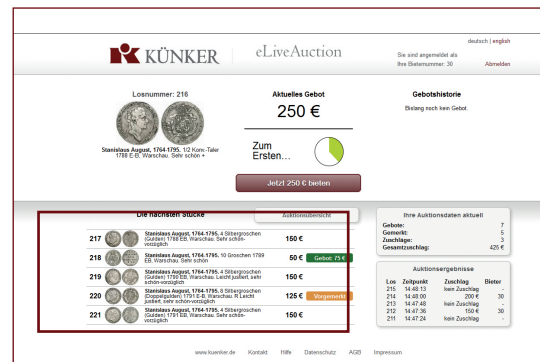 deutsch | english
KÜNKER
eLiveAuction
Sie sind angemeldet als
Ihre Bieternummer: 30
Abmelden
Losnummer: 216
Stanislaus August, 1764-1795. 1/2 Konv.-Taler
1788 E-B, Warschau. Sehr schön +
Aktuelles Gebot
250 €
Zum
Ersten...
Jetzt 250 € bieten
Gebotshistorie
Bislang noch kein Gebot.
Die nächsten Stücke
Auktionsübersicht
217 Stanislaus August, 1764-1795. 4 Silbergroschen
(Gulden) 1788 EB, Warschau. Sehr schön-
vorzüglich
150 €
218 Stanislaus August, 1764-1795. 10 Groschen 1789
EB, Warschau. Sehr schön
50 € Gebot: 75 €
219 Stanislaus August, 1764-1795. 4 Silbergroschen
(Gulden) 1790 EB, Warschau. Leicht justiert, sehr
schön-vorzüglich
150 €
220 Stanislaus August, 1764-1795. 8 Silbergroschen
(Doppelgulden) 1791 E-B, Warschau. R Leicht
justiert, sehr schön-vorzüglich
125 € Vorgemerkt
221 Stanislaus August, 1764-1795. 4 Silbergroschen
(Gulden) 1791 EB, Warschau. Sehr schön-
vorzüglich
150 €
Ihre Auktionsdaten aktuell
Gebote: 7
Gemerkt: 5
Zuschläge: 3
Gesamtzuschlag: 425 €
Auktionsergebnisse
Los Zeitpunkt Zuschlag Bieter
215 14:48:13 kein Zuschlag -
214 14:48:00 200 € 30
213 14:47:48 kein Zuschlag -
212 14:47:36 150 € 30
211 14:47:24 kein Zuschlag -
www.kuenker.de Kontakt Hilfe Datenschutz AGB Impressum